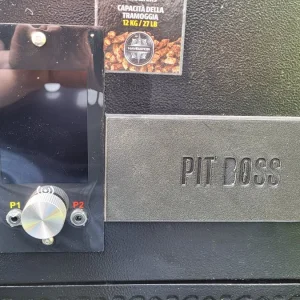 CAPACITÀ DELLA
TRAMOGGIA
12 KG / 27 LB
PIT BOSS
P1
P2